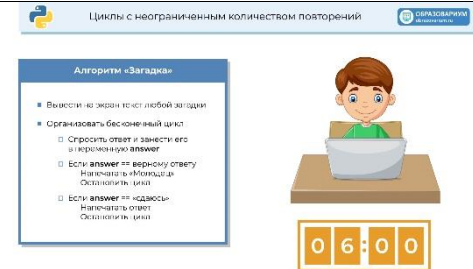 Циклы с неограниченным количеством повторений
ОБРАЗОВАРИУМ
obrazovarium.ru
Алгоритм «Загадка»
Вывести на экран текст любой загадки
Организовать бесконечный цикл
Спросить ответ и занести его
в переменную answer
Если answer == верному ответу
Напечатать «Молодец»
Остановить цикл
Если answer == «сдаюсь»
Напечатать ответ
Остановить цикл
06:00